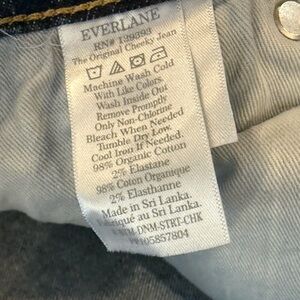 EVERLANE
RN# 139393
The Original Cheeky Jean
Machine Wash Cold
With Like Colors.
Wash Inside Out
Remove Promptly
Only Non-Chlorine
Bleach When Needed
Tumble Dry Low.
Cool Iron If Needed.
98% Organic Cotton
2% Elastane
98% Coton Organique
2% Elasthanne
Made in Sri Lanka.
Fabriqué au Sri Lanka.
DNM-STRT-CHK